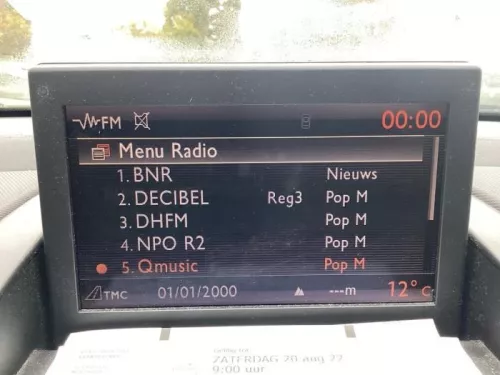 FM 00:00
Menu Radio
1. BNR Nieuws
2. DECIBEL Reg3 Pop M
3. DHFM Pop M
4. NPO R2 Pop M
5. Qmusic Pop M
TMC 01/01/2000 ---m 12°C
ZATERDAG 20 aug 22
9:00 uur